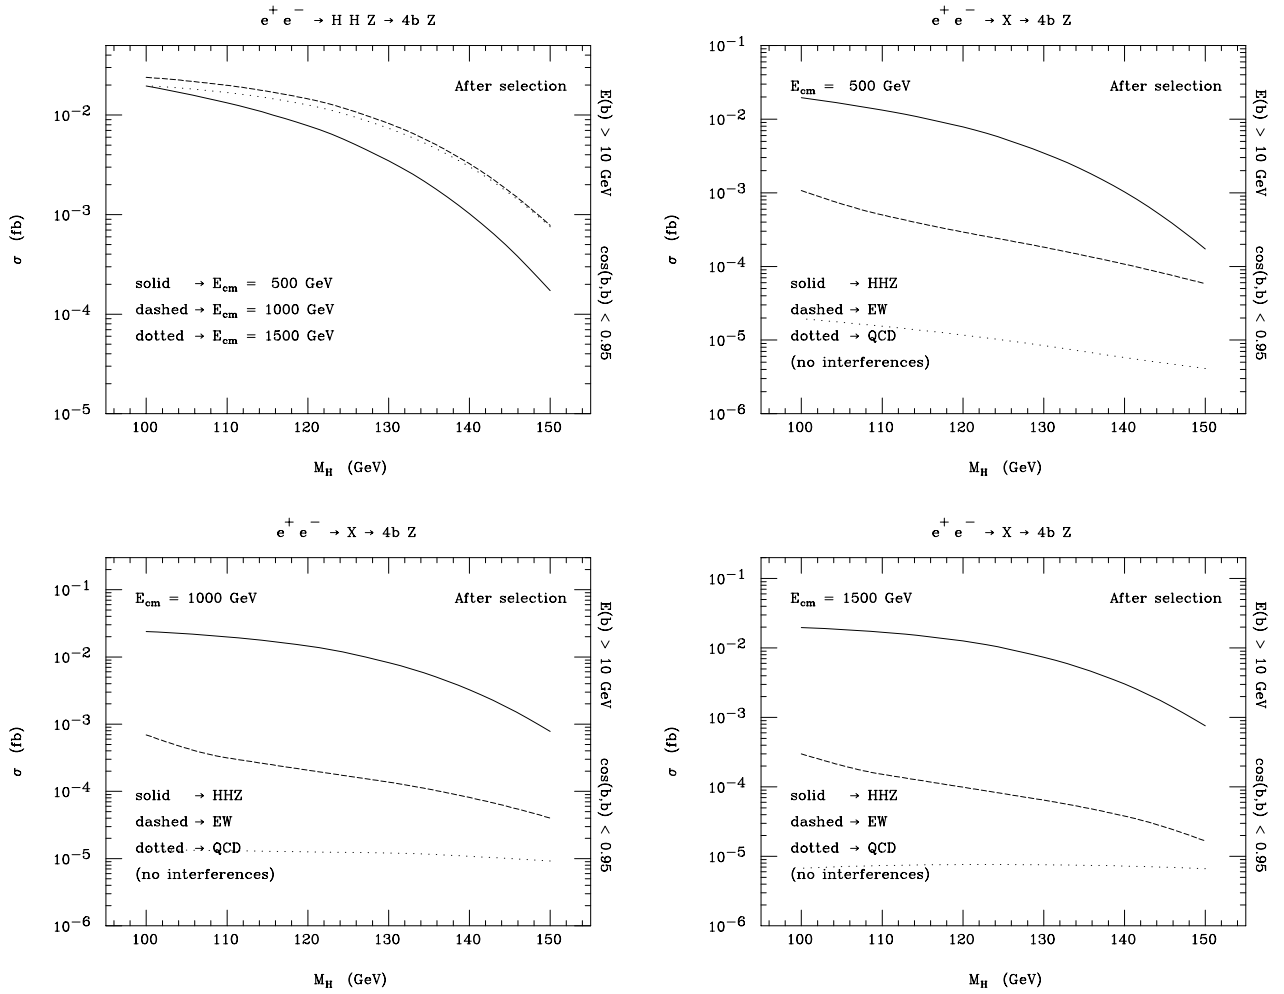 e+ e− → H H Z → 4b Z
After selection
σ (fb)
10−2
10−3
10−4
10−5
solid → Ecm = 500 GeV
dashed → Ecm = 1000 GeV
dotted → Ecm = 1500 GeV
E(b) > 10 GeV cos(b,b) < 0.95
100 110 120 130 140 150
MH (GeV)
e+ e− → X → 4b Z
Ecm = 500 GeV After selection
σ (fb)
10−1
10−2
10−3
10−4
10−5
10−6
solid → HHZ
dashed → EW
dotted → QCD
(no interferences)
E(b) > 10 GeV cos(b,b) < 0.95
100 110 120 130 140 150
MH (GeV)
e+ e− → X → 4b Z
Ecm = 1000 GeV After selection
σ (fb)
10−1
10−2
10−3
10−4
10−5
10−6
solid → HHZ
dashed → EW
dotted → QCD
(no interferences)
E(b) > 10 GeV cos(b,b) < 0.95
100 110 120 130 140 150
MH (GeV)
e+ e− → X → 4b Z
Ecm = 1500 GeV After selection
σ (fb)
10−1
10−2
10−3
10−4
10−5
10−6
solid → HHZ
dashed → EW
dotted → QCD
(no interferences)
E(b) > 10 GeV cos(b,b) < 0.95
100 110 120 130 140 150
MH (GeV)